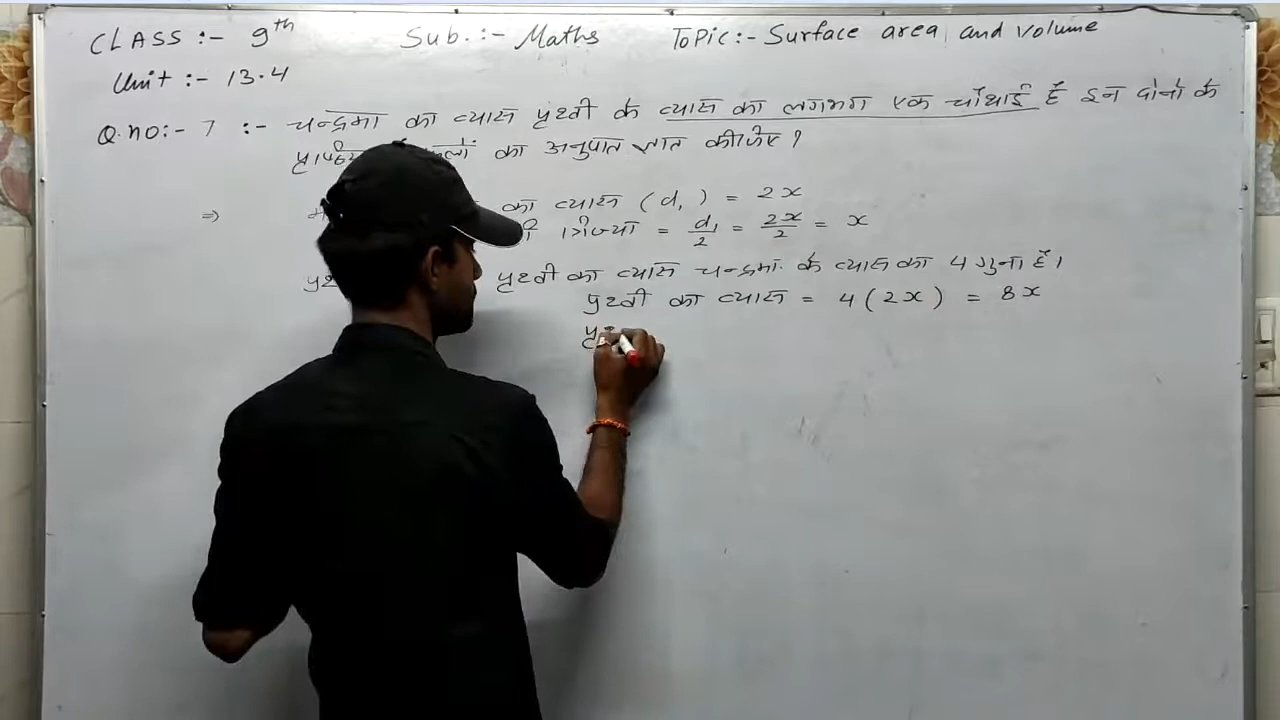 CLASS :- 9th Sub. :- Maths Topic:- Surface area and volume
Unit :- 13.4
Q.no:- 7 :- चन्द्रमा का व्यास पृथ्वी के व्यास का लगभग एक चौथाई है इन दोनो के
का अनुपात ज्ञात कीजिए ?
⇒ का व्यास (d₁) = 2x
त्रिज्या = d₁/2 = 2x/2 = x
पृथ्वी का व्यास चन्द्रमा के व्यास का 4 गुना है।
पृथ्वी का व्यास = 4(2x) = 8x